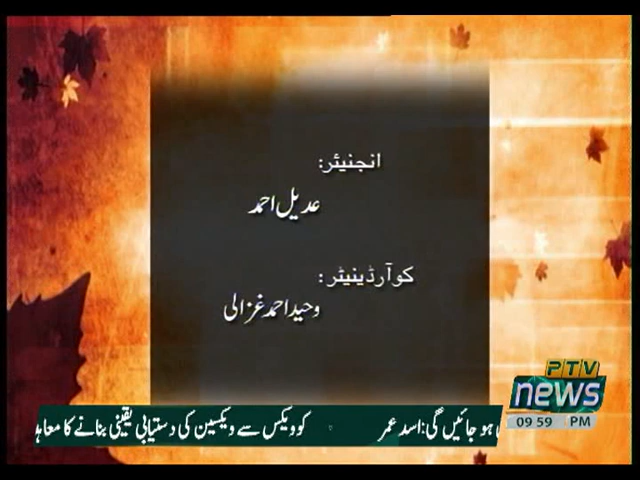 انجنیئر:
عدیل احمد
کوآرڈینیٹر:
وحید احمد غزالی
PTV
news
09:59 PM
ہو جائیں گی: اسد عمر
کوویکس سے ویکسین کی دستیابی یقینی بنانے کا